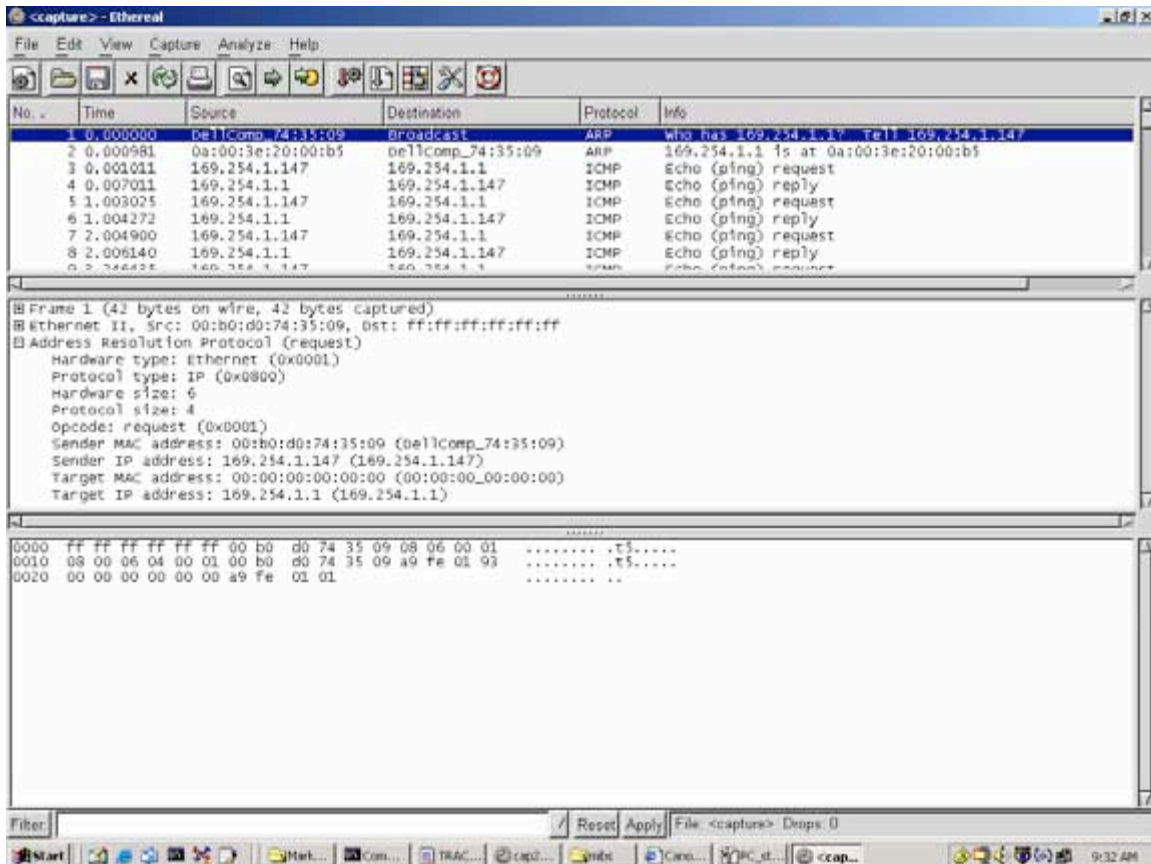 <capture> - Ethereal
File Edit View Capture Analyze Help
No. . Time Source Destination Protocol Info
1 0.000000 DellComp_74:35:09 Broadcast ARP Who has 169.254.1.1? Tell 169.254.1.147
2 0.000981 0a:00:3e:20:00:b5 DellComp_74:35:09 ARP 169.254.1.1 is at 0a:00:3e:20:00:b5
3 0.001011 169.254.1.147 169.254.1.1 ICMP Echo (ping) request
4 0.007011 169.254.1.1 169.254.1.147 ICMP Echo (ping) reply
5 1.003025 169.254.1.147 169.254.1.1 ICMP Echo (ping) request
6 1.004272 169.254.1.1 169.254.1.147 ICMP Echo (ping) reply
7 2.004900 169.254.1.147 169.254.1.1 ICMP Echo (ping) request
8 2.006140 169.254.1.1 169.254.1.147 ICMP Echo (ping) reply
Frame 1 (42 bytes on wire, 42 bytes captured)
Ethernet II, Src: 00:b0:d0:74:35:09, Dst: ff:ff:ff:ff:ff:ff
Address Resolution Protocol (request)
Hardware type: Ethernet (0x0001)
Protocol type: IP (0x0800)
Hardware size: 6
Protocol size: 4
Opcode: request (0x0001)
Sender MAC address: 00:b0:d0:74:35:09 (DellComp_74:35:09)
Sender IP address: 169.254.1.147 (169.254.1.147)
Target MAC address: 00:00:00:00:00:00 (00:00:00_00:00:00)
Target IP address: 169.254.1.1 (169.254.1.1)
0000 ff ff ff ff ff ff 00 b0 d0 74 35 09 08 06 00 01 ........ .t5.....
0010 08 00 06 04 00 01 00 b0 d0 74 35 09 a9 fe 01 93 ........ .t5.....
0020 00 00 00 00 00 00 a9 fe 01 01 ........ ..
Filter: / Reset Apply File: <capture> Drops: 0
Start Mark... Com... TRAC... cap2... mibs Cano... PC_st... <cap... 9:32 AM